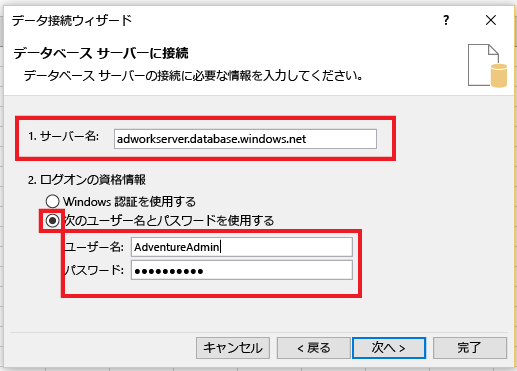 データ接続ウィザード
データベース サーバーに接続
データベース サーバーの接続に必要な情報を入力してください。
1. サーバー名: adworkserver.database.windows.net
2. ログオンの資格情報
Windows 認証を使用する
次のユーザー名とパスワードを使用する
ユーザー名: AdventureAdmin
パスワード: ●●●●●●●●●●
キャンセル < 戻る 次へ > 完了